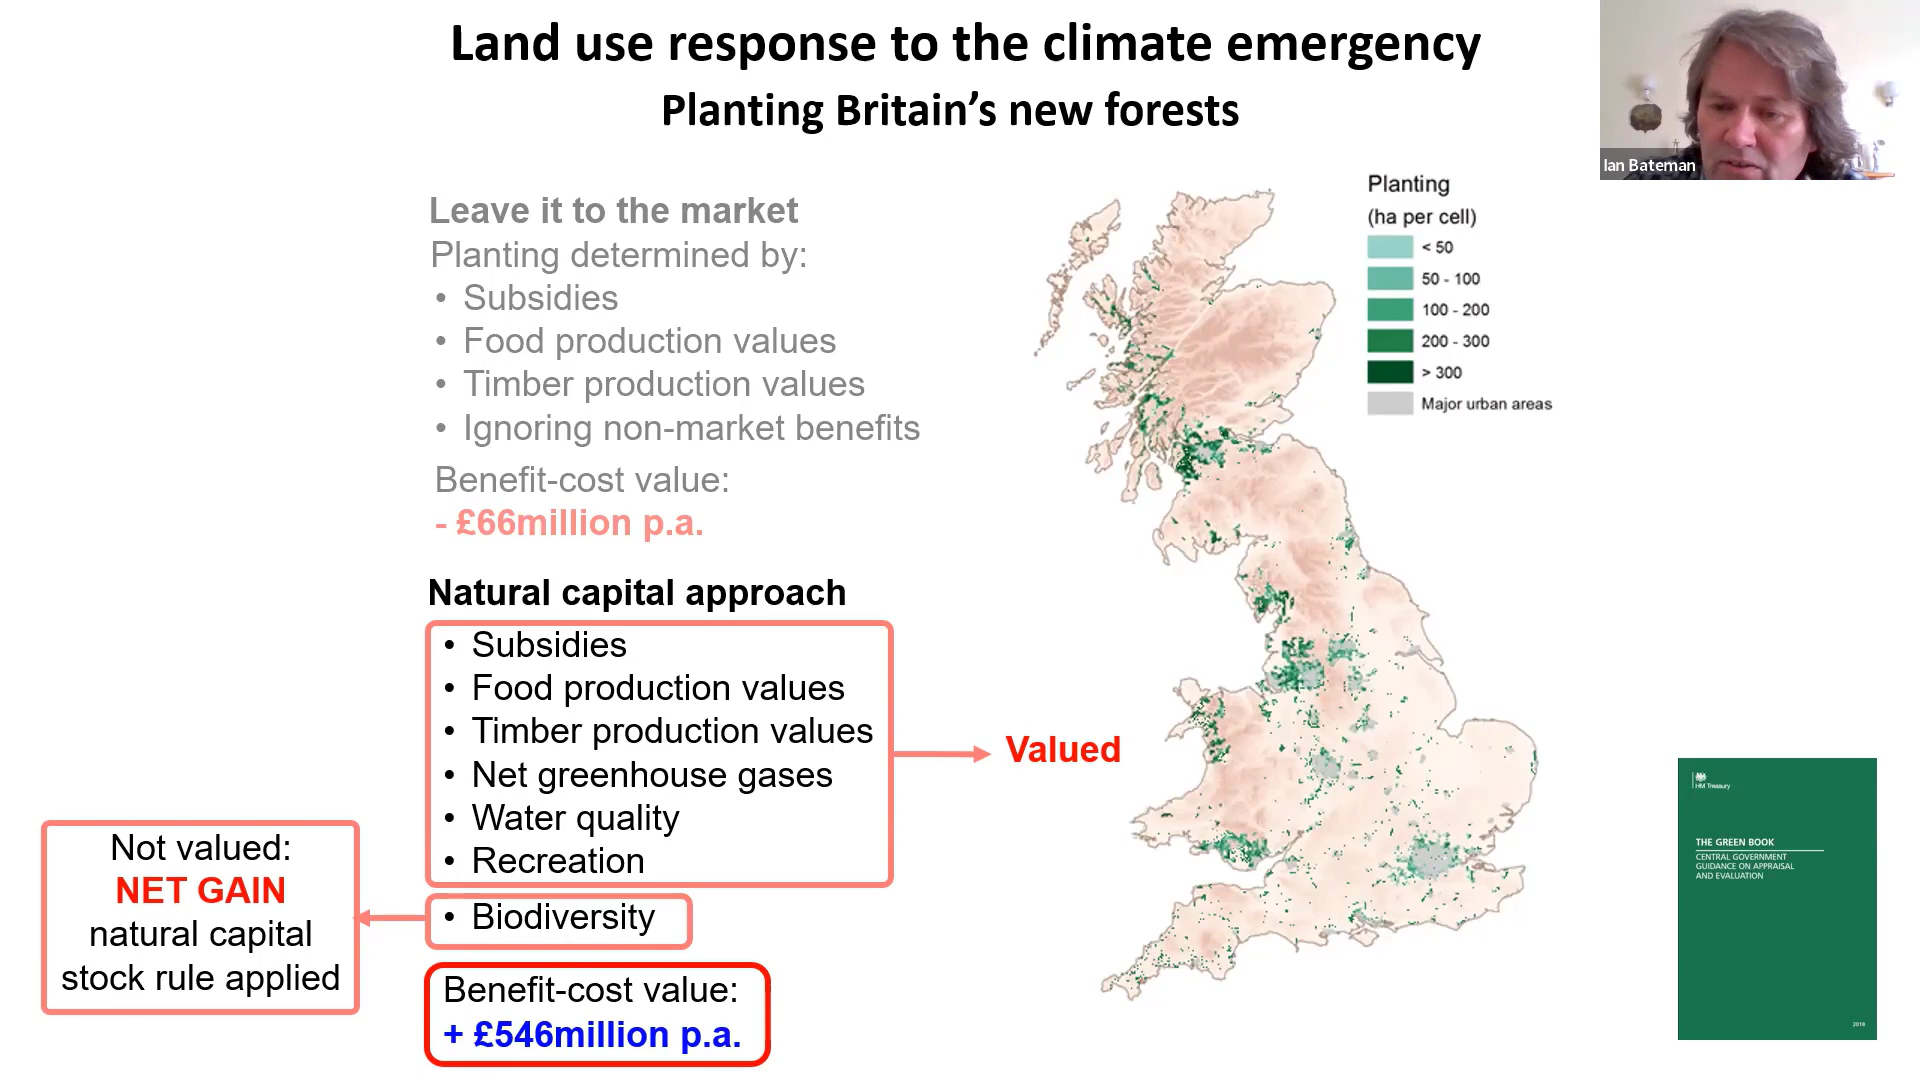 Land use response to the climate emergency
Planting Britain’s new forests
Ian Bateman
Leave it to the market
Planting determined by:
• Subsidies
• Food production values
• Timber production values
• Ignoring non-market benefits
Benefit-cost value:
- £66million p.a.
Natural capital approach
• Subsidies
• Food production values
• Timber production values
• Net greenhouse gases
• Water quality
• Recreation
• Biodiversity
Valued
Not valued:
NET GAIN
natural capital
stock rule applied
Benefit-cost value:
+ £546million p.a.
Planting
(ha per cell)
< 50
50 - 100
100 - 200
200 - 300
> 300
Major urban areas
HM Treasury
THE GREEN BOOK
CENTRAL GOVERNMENT
GUIDANCE ON APPRAISAL
AND EVALUATION
2018